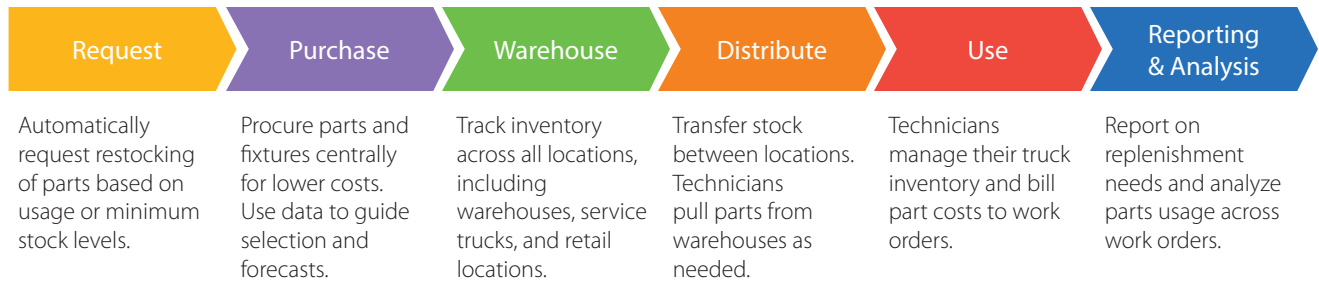 Request
Purchase
Warehouse
Distribute
Use
Reporting
& Analysis
Automatically
request restocking
of parts based on
usage or minimum
stock levels.
Procure parts and
fixtures centrally
for lower costs.
Use data to guide
selection and
forecasts.
Track inventory
across all locations,
including
warehouses, service
trucks, and retail
locations.
Transfer stock
between locations.
Technicians
pull parts from
warehouses as
needed.
Technicians
manage their truck
inventory and bill
part costs to work
orders.
Report on
replenishment
needs and analyze
parts usage across
work orders.